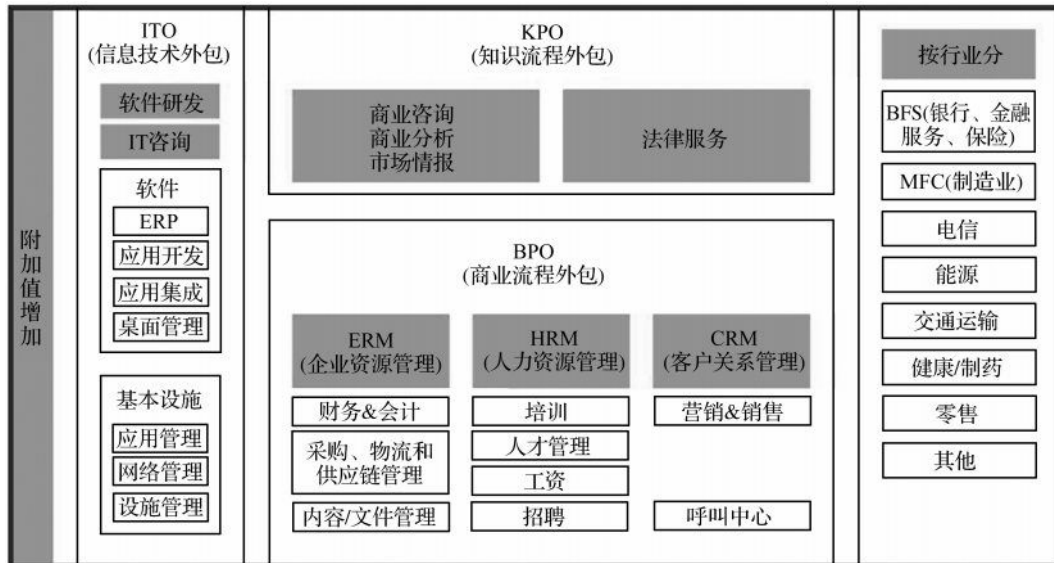 附加值增加
ITO
(信息技术外包)
软件研发
IT咨询
软件
ERP
应用开发
应用集成
桌面管理
基本设施
应用管理
网络管理
设施管理
KPO
(知识流程外包)
商业咨询
商业分析
市场情报
法律服务
BPO
(商业流程外包)
ERM
(企业资源管理)
财务&会计
采购、物流和
供应链管理
内容/文件管理
HRM
(人力资源管理)
培训
人才管理
工资
招聘
CRM
(客户关系管理)
营销&销售
呼叫中心
按行业分
BFS(银行、金融
服务、保险)
MFC(制造业)
电信
能源
交通运输
健康/制药
零售
其他